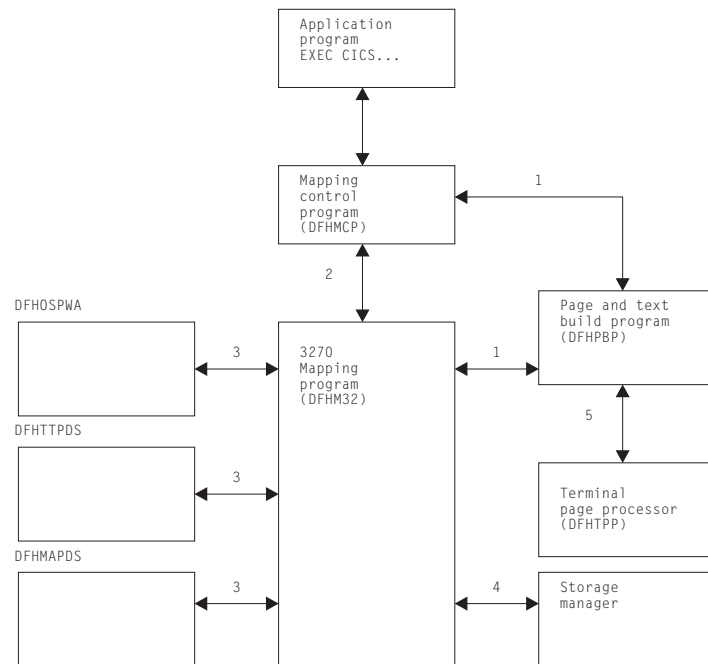 Application
program
EXEC CICS...
Mapping
control
program
(DFHMCP)
1
2
DFHOSPWA
Page and text
build program
(DFHPBP)
3
3270
Mapping
program
(DFHM32)
1
5
DFHTTPDS
3
Terminal
page processor
(DFHTPP)
DFHMAPDS
3
4
Storage
manager